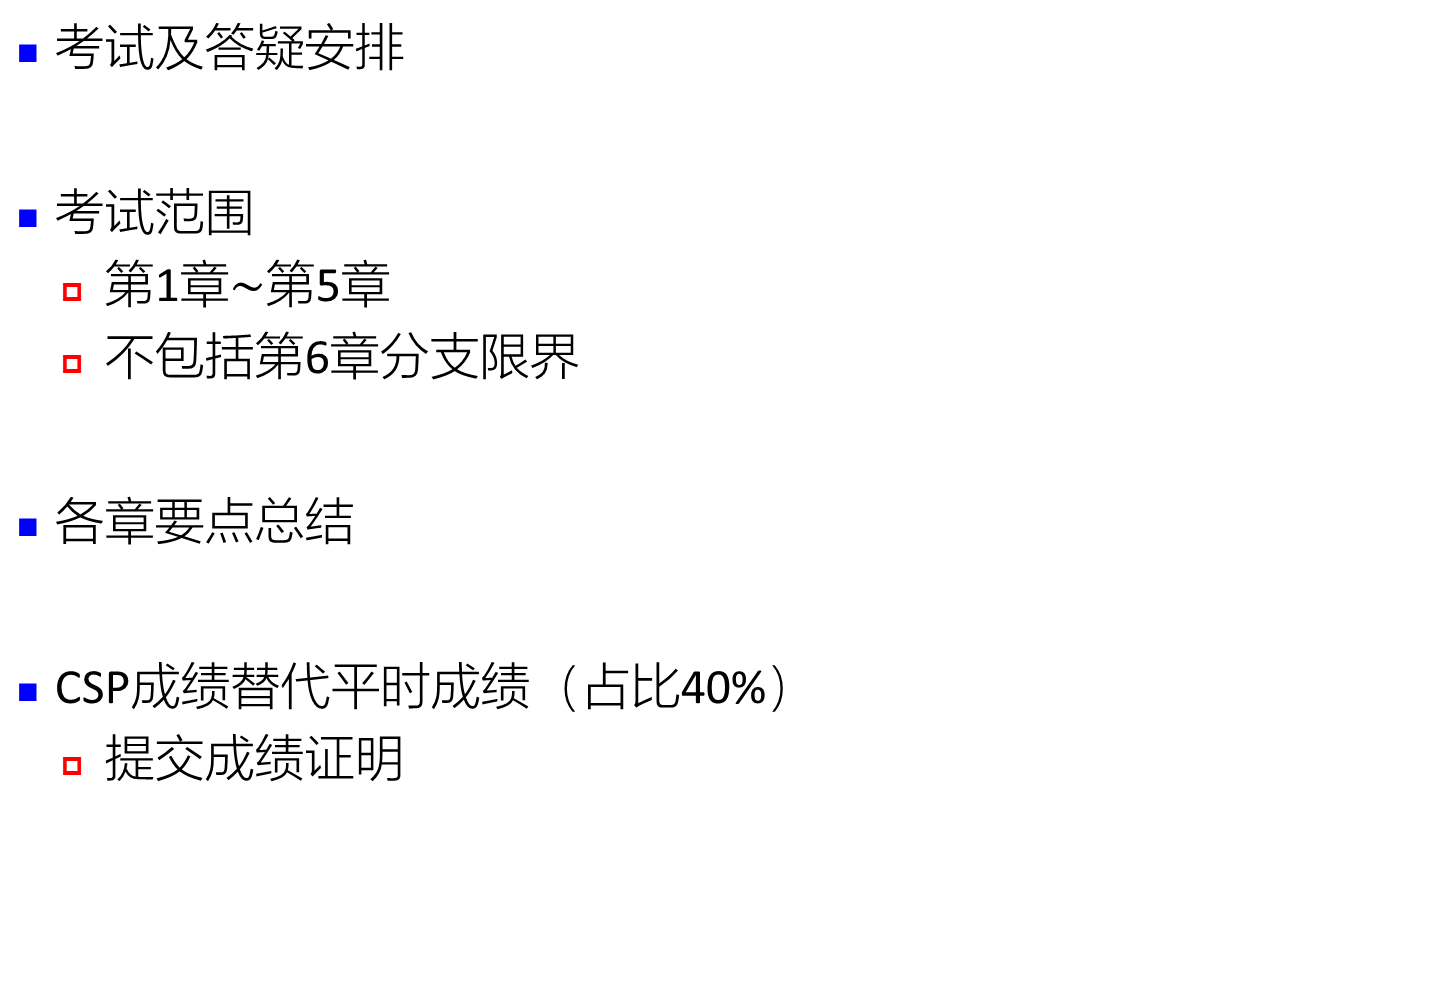 考试及答疑安排
考试范围
第1章~第5章
不包括第6章分支限界
各章要点总结
CSP成绩替代平时成绩（占比40%）
提交成绩证明